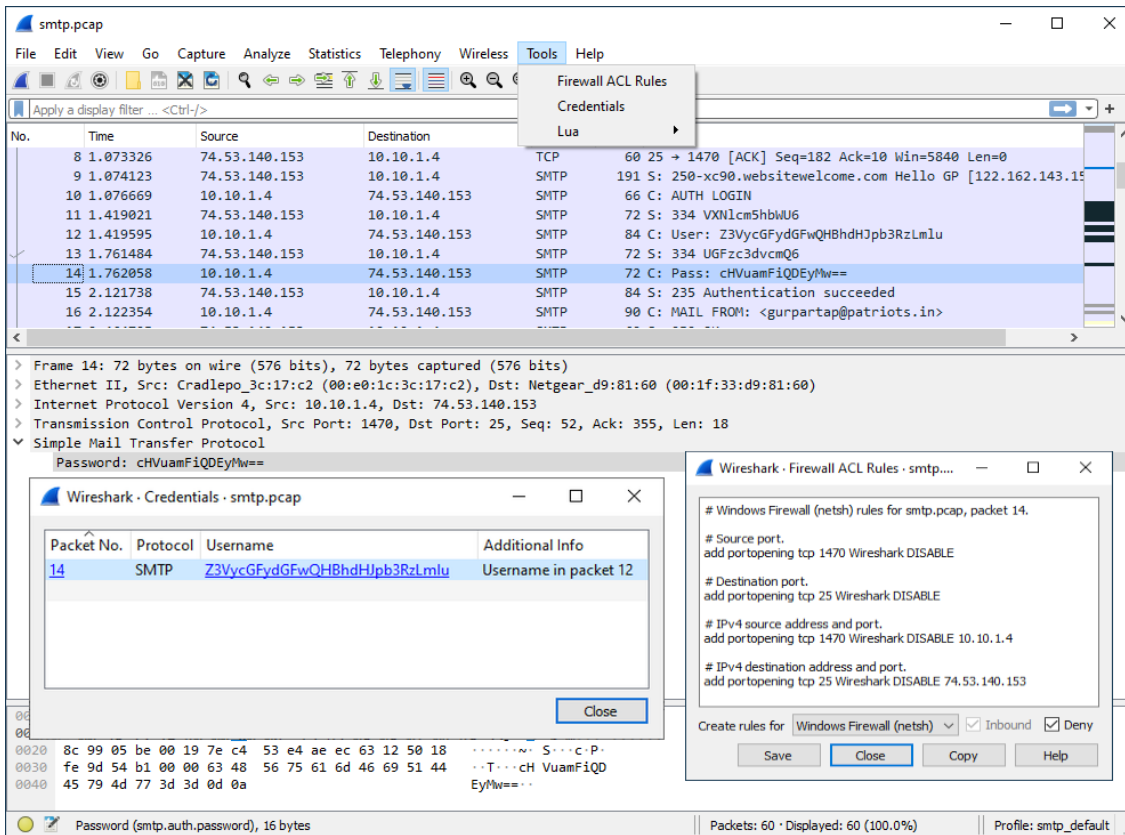 smtp.pcap
File Edit View Go Capture Analyze Statistics Telephony Wireless Tools Help
Firewall ACL Rules
Credentials
Lua
Apply a display filter ... <Ctrl-/>
No. Time Source Destination
8 1.073326 74.53.140.153 10.10.1.4 TCP 60 25 → 1470 [ACK] Seq=182 Ack=10 Win=5840 Len=0
9 1.074123 74.53.140.153 10.10.1.4 SMTP 191 S: 250-xc90.websitewelcome.com Hello GP [122.162.143.15
10 1.076669 10.10.1.4 74.53.140.153 SMTP 66 C: AUTH LOGIN
11 1.419021 74.53.140.153 10.10.1.4 SMTP 72 S: 334 VXNlcm5hbWU6
12 1.419595 10.10.1.4 74.53.140.153 SMTP 84 C: User: Z3VycGFydGFwQHBhdHJpb3RzLmlu
13 1.761484 74.53.140.153 10.10.1.4 SMTP 72 S: 334 UGFzc3dvcmQ6
14 1.762058 10.10.1.4 74.53.140.153 SMTP 72 C: Pass: cHVuamFiQDEyMw==
15 2.121738 74.53.140.153 10.10.1.4 SMTP 84 S: 235 Authentication succeeded
16 2.122354 10.10.1.4 74.53.140.153 SMTP 90 C: MAIL FROM: <gurpartap@patriots.in>
Frame 14: 72 bytes on wire (576 bits), 72 bytes captured (576 bits)
Ethernet II, Src: Cradlepo_3c:17:c2 (00:e0:1c:3c:17:c2), Dst: Netgear_d9:81:60 (00:1f:33:d9:81:60)
Internet Protocol Version 4, Src: 10.10.1.4, Dst: 74.53.140.153
Transmission Control Protocol, Src Port: 1470, Dst Port: 25, Seq: 52, Ack: 355, Len: 18
Simple Mail Transfer Protocol
Password: cHVuamFiQDEyMw==
Wireshark · Credentials · smtp.pcap
Packet No. Protocol Username Additional Info
14 SMTP Z3VycGFydGFwQHBhdHJpb3RzLmlu Username in packet 12
Close
Wireshark · Firewall ACL Rules · smtp....
# Windows Firewall (netsh) rules for smtp.pcap, packet 14.
# Source port.
add portopening tcp 1470 Wireshark DISABLE
# Destination port.
add portopening tcp 25 Wireshark DISABLE
# IPv4 source address and port.
add portopening tcp 1470 Wireshark DISABLE 10.10.1.4
# IPv4 destination address and port.
add portopening tcp 25 Wireshark DISABLE 74.53.140.153
Create rules for Windows Firewall (netsh) Inbound Deny
Save Close Copy Help
0020 8c 99 05 be 00 19 7e c4 53 e4 ae ec 63 12 50 18 ······~· S···c·P·
0030 fe 9d 54 b1 00 00 63 48 56 75 61 6d 46 69 51 44 ··T···cH VuamFiQD
0040 45 79 4d 77 3d 3d 0d 0a EyMw==··
Password (smtp.auth.password), 16 bytes
Packets: 60 · Displayed: 60 (100.0%)
Profile: smtp_default